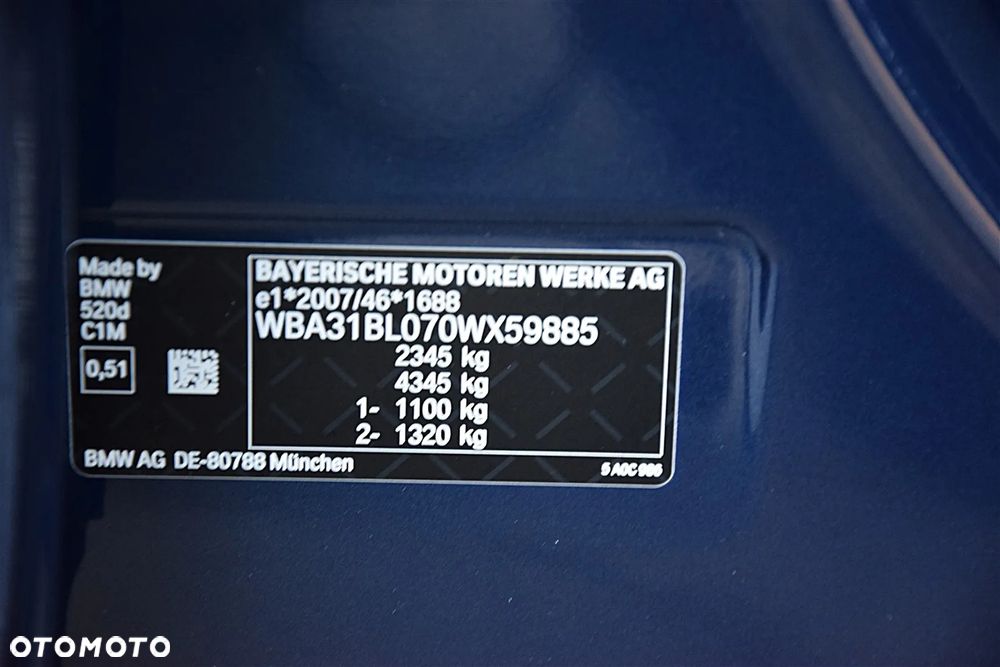 Made by
BMW
520d
C1M
0,51
BAYERISCHE MOTOREN WERKE AG
e1*2007/46*1688
WBA31BL070WX59885
2345 kg
4345 kg
1- 1100 kg
2- 1320 kg
BMW AG DE-80788 München
5 A0C 986
OTOMOTO